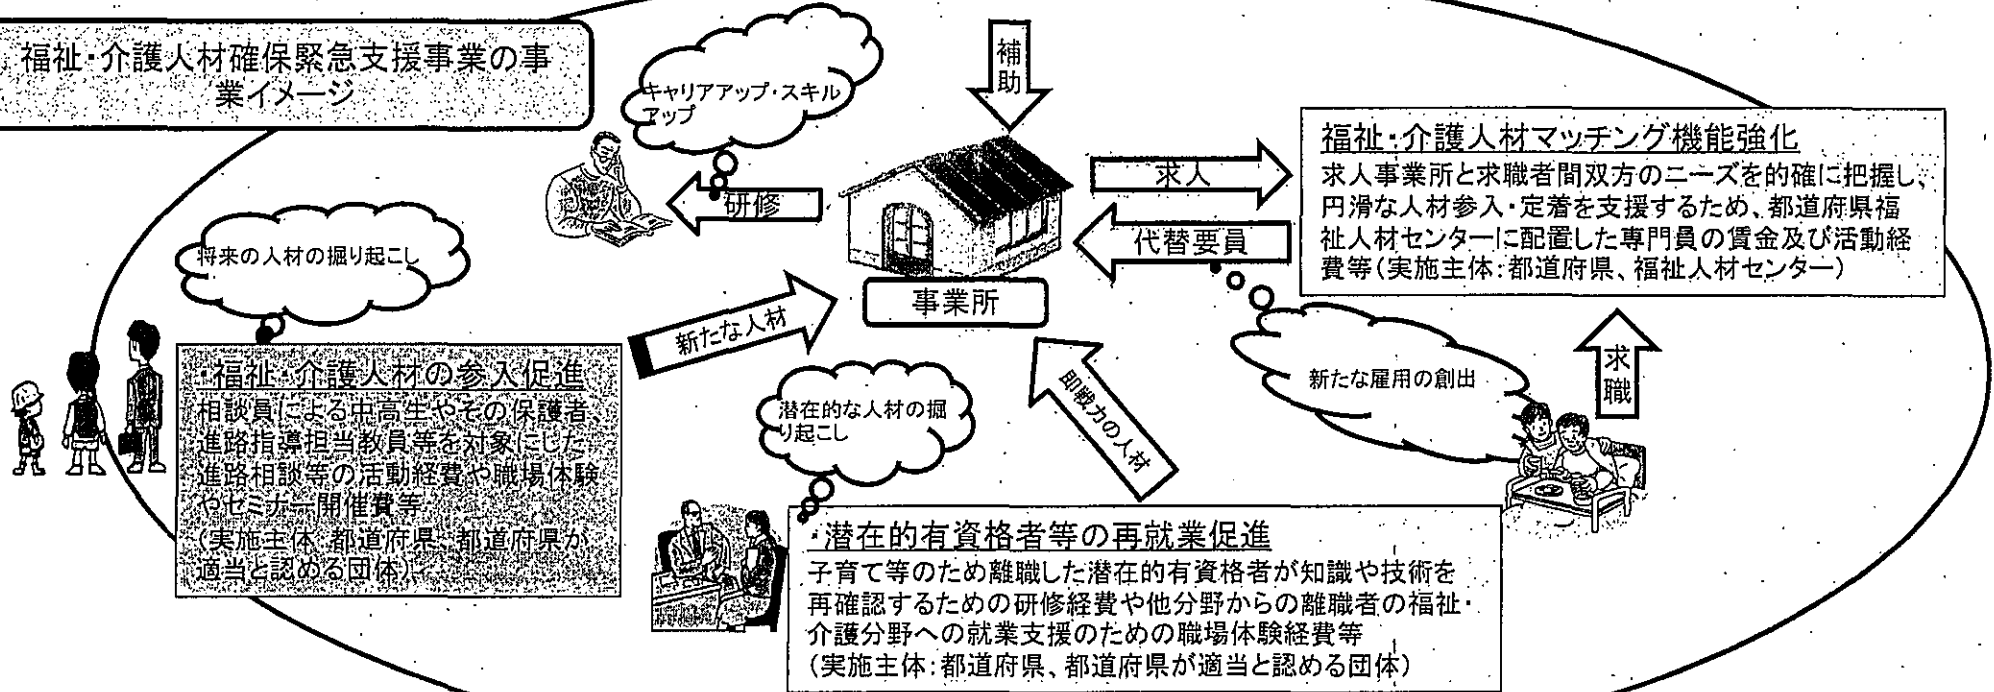 福祉・介護人材確保緊急支援事業の事
業イメージ
キャリアアップ・スキル
アップ
補助
研修
求人
代替要員
事業所
福祉・介護人材マッチング機能強化
求人事業所と求職者間双方のニーズを的確に把握し、
円滑な人材参入・定着を支援するため、都道府県福
祉人材センターに配置した専門員の賃金及び活動経
費等(実施主体:都道府県、福祉人材センター)
将来の人材の掘り起こし
新たな人材
・福祉・介護人材の参入促進
相談員による中高生やその保護者
進路指導担当教員等を対象にした
進路相談等の活動経費や職場体験
やセミナー開催費等
(実施主体 都道府県、都道府県が
適当と認める団体)
潜在的な人材の掘
り起こし
即戦力の人材
新たな雇用の創出
求職
・潜在的有資格者等の再就業促進
子育て等のため離職した潜在的有資格者が知識や技術を
再確認するための研修経費や他分野からの離職者の福祉・
介護分野への就業支援のための職場体験経費等
(実施主体:都道府県、都道府県が適当と認める団体)